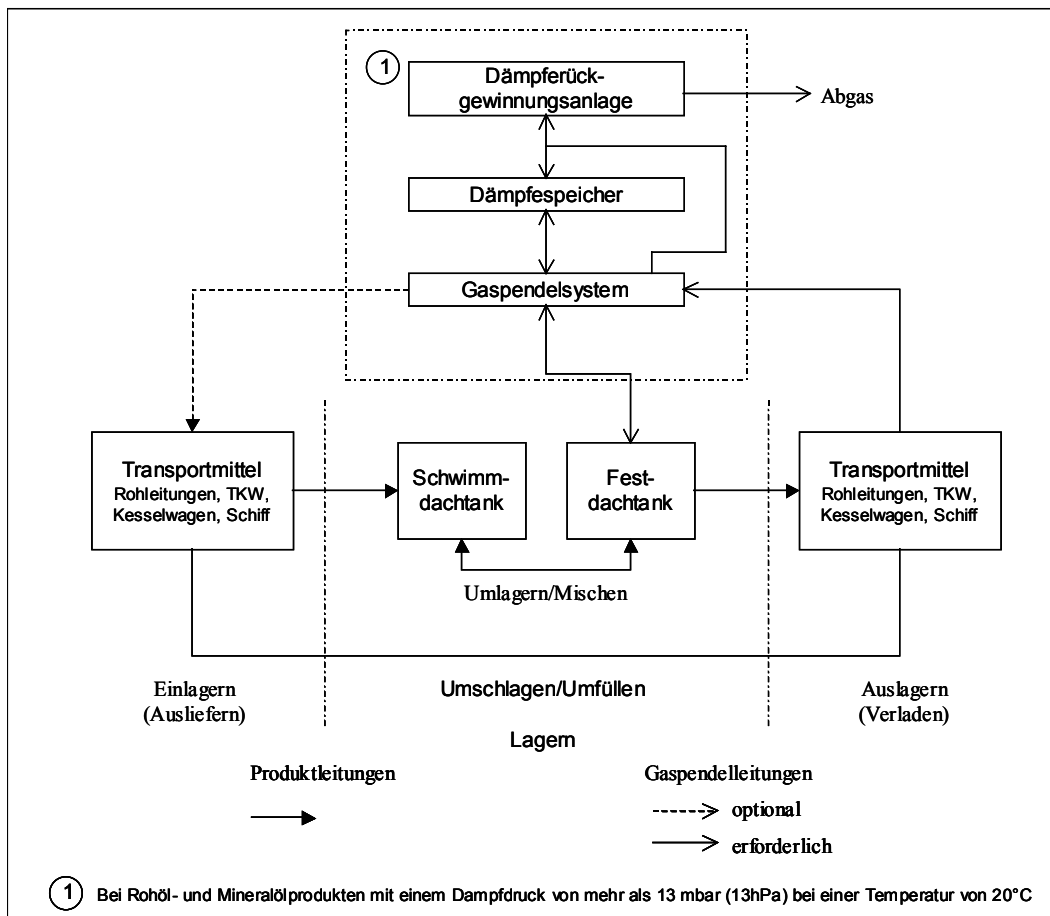 1
Dämpferück-
gewinnungsanlage
Abgas
Dämpfespeicher
Gaspendelsystem
Transportmittel
Rohleitungen, TKW,
Kesselwagen, Schiff
Schwimm-
dachtank
Fest-
dachtank
Transportmittel
Rohleitungen, TKW,
Kesselwagen, Schiff
Umlagern/Mischen
Einlagern
(Ausliefern)
Umschlagen/Umfüllen
Auslagern
(Verladen)
Lagern
Produktleitungen
Gaspendelleitungen
optional
erforderlich
1 Bei Rohöl- und Mineralölprodukten mit einem Dampfdruck von mehr als 13 mbar (13hPa) bei einer Temperatur von 20°C